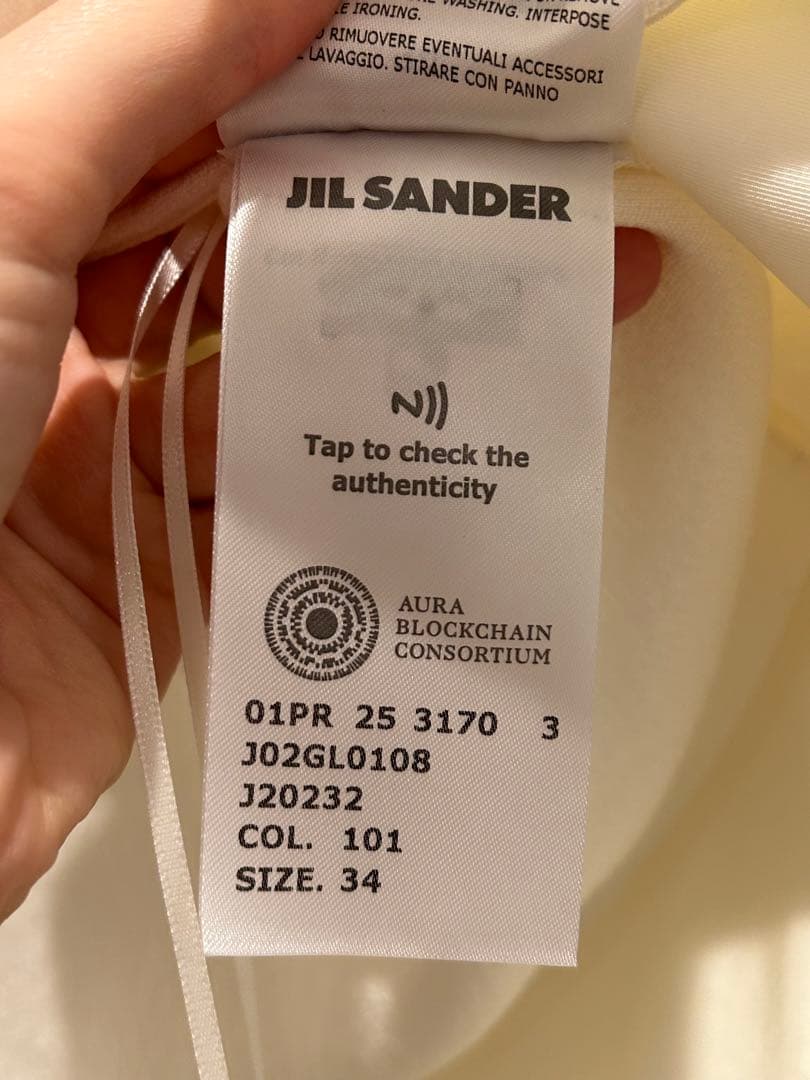 WASHING. INTERPOSE
IRONING.
RIMUOVERE EVENTUALI ACCESSORI
LAVAGGIO. STIRARE CON PANNO
JIL SANDER
Tap to check the
authenticity
AURA
BLOCKCHAIN
CONSORTIUM
01PR 25 3170 3
J02GL0108
J20232
COL. 101
SIZE. 34